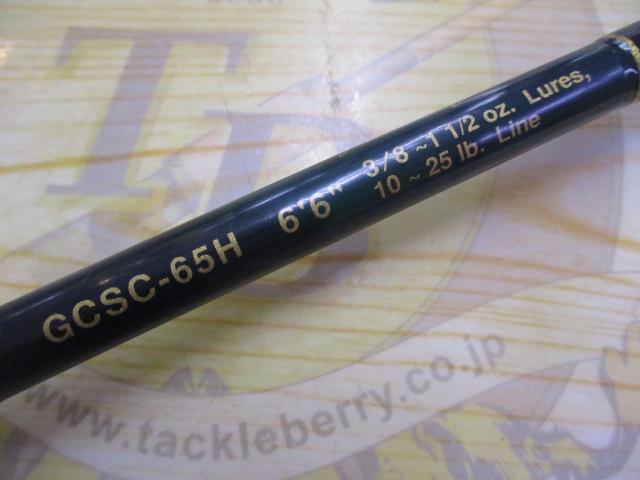 GCSC-65H 6'6" 3/8 ~1 1/2 oz. Lures,
10 ~ 25 lb. Line
TB
www.tackleberry.co.jp